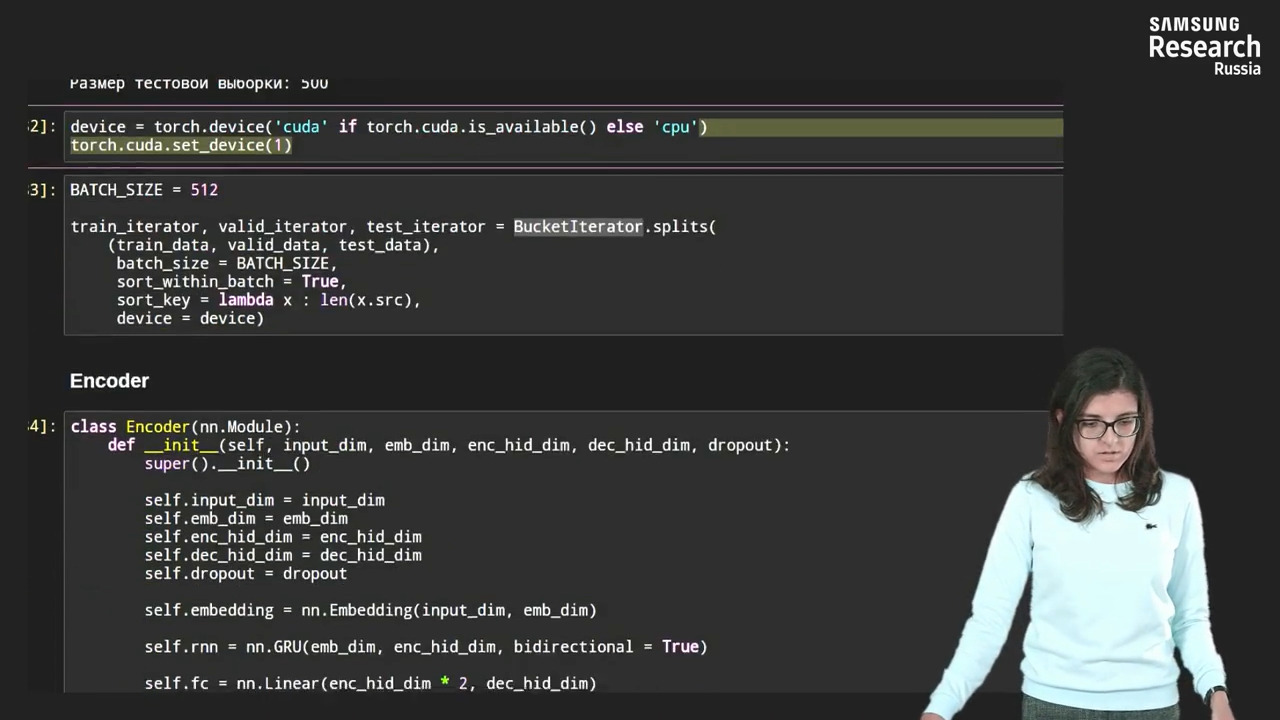 SAMSUNG
Research
Russia
Размер тестовой выборки: 500
32]:
device = torch.device('cuda' if torch.cuda.is_available() else 'cpu')
torch.cuda.set_device(1)
33]:
BATCH_SIZE = 512
train_iterator, valid_iterator, test_iterator = BucketIterator.splits(
(train_data, valid_data, test_data),
batch_size = BATCH_SIZE,
sort_within_batch = True,
sort_key = lambda x : len(x.src),
device = device)
Encoder
34]:
class Encoder(nn.Module):
def __init__(self, input_dim, emb_dim, enc_hid_dim, dec_hid_dim, dropout):
super().__init__()
self.input_dim = input_dim
self.emb_dim = emb_dim
self.enc_hid_dim = enc_hid_dim
self.dec_hid_dim = dec_hid_dim
self.dropout = dropout
self.embedding = nn.Embedding(input_dim, emb_dim)
self.rnn = nn.GRU(emb_dim, enc_hid_dim, bidirectional = True)
self.fc = nn.Linear(enc_hid_dim * 2, dec_hid_dim)